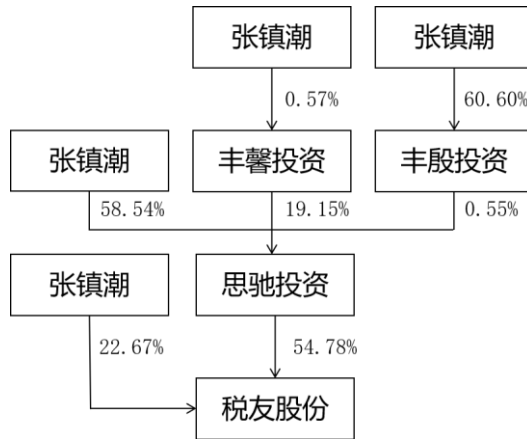 张镇潮
张镇潮
0.57%
60.60%
张镇潮
丰馨投资
丰殷投资
58.54%
19.15%
0.55%
张镇潮
思驰投资
22.67%
54.78%
税友股份